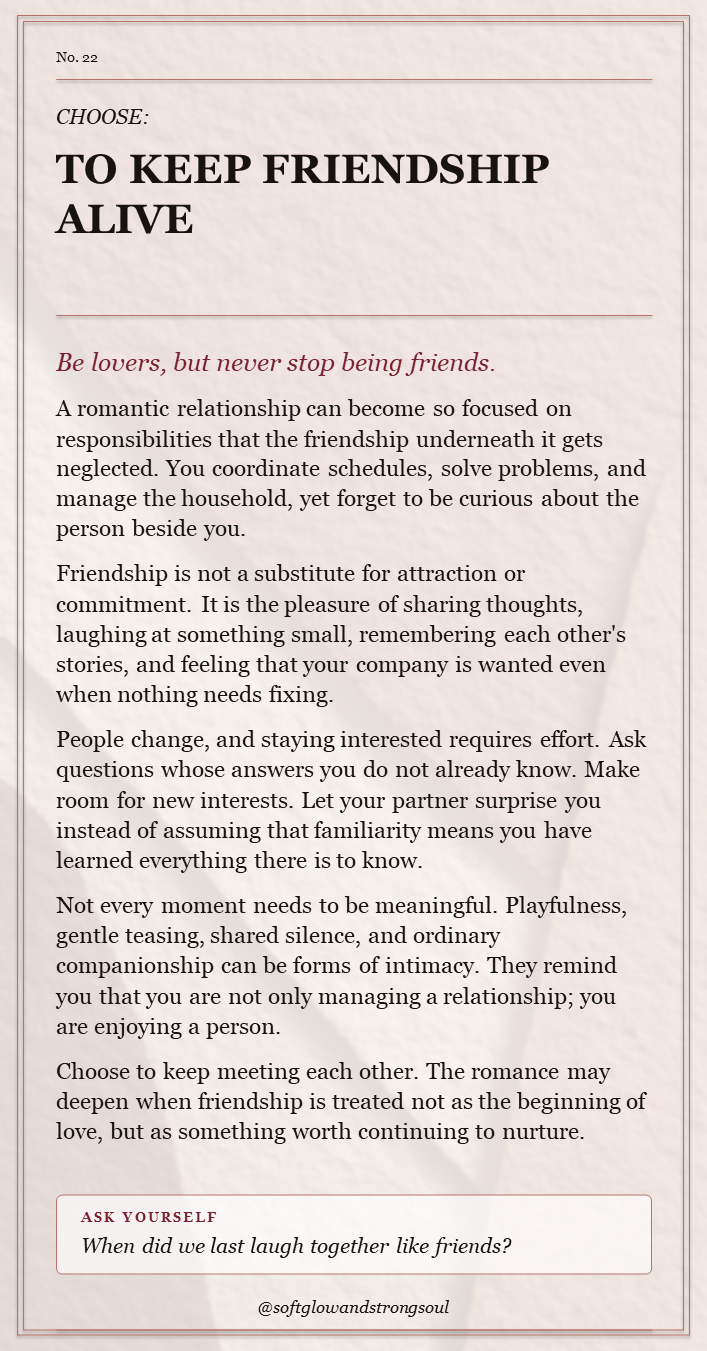 No. 22
CHOOSE:
TO KEEP FRIENDSHIP
ALIVE
Be lovers, but never stop being friends.
A romantic relationship can become so focused on
responsibilities that the friendship underneath it gets
neglected. You coordinate schedules, solve problems, and
manage the household, yet forget to be curious about the
person beside you.
Friendship is not a substitute for attraction or
commitment. It is the pleasure of sharing thoughts,
laughing at something small, remembering each other's
stories, and feeling that your company is wanted even
when nothing needs fixing.
People change, and staying interested requires effort. Ask
questions whose answers you do not already know. Make
room for new interests. Let your partner surprise you
instead of assuming that familiarity means you have
learned everything there is to know.
Not every moment needs to be meaningful. Playfulness,
gentle teasing, shared silence, and ordinary
companionship can be forms of intimacy. They remind
you that you are not only managing a relationship; you
are enjoying a person.
Choose to keep meeting each other. The romance may
deepen when friendship is treated not as the beginning of
love, but as something worth continuing to nurture.
ASK YOURSELF
When did we last laugh together like friends?
@softglowandstrongsoul